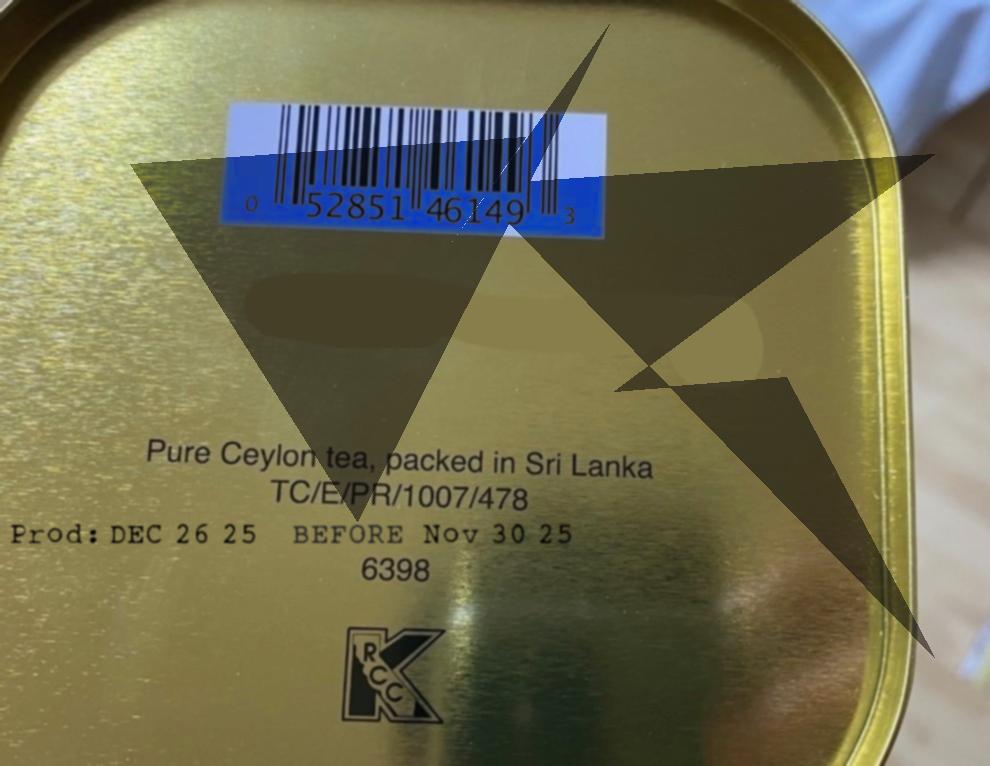 0 52851 46149 3
Pure Ceylon tea, packed in Sri Lanka
TC/E/PR/1007/478
Prod: DEC 26 25 BEFORE Nov 30 25
6398
K
RCC